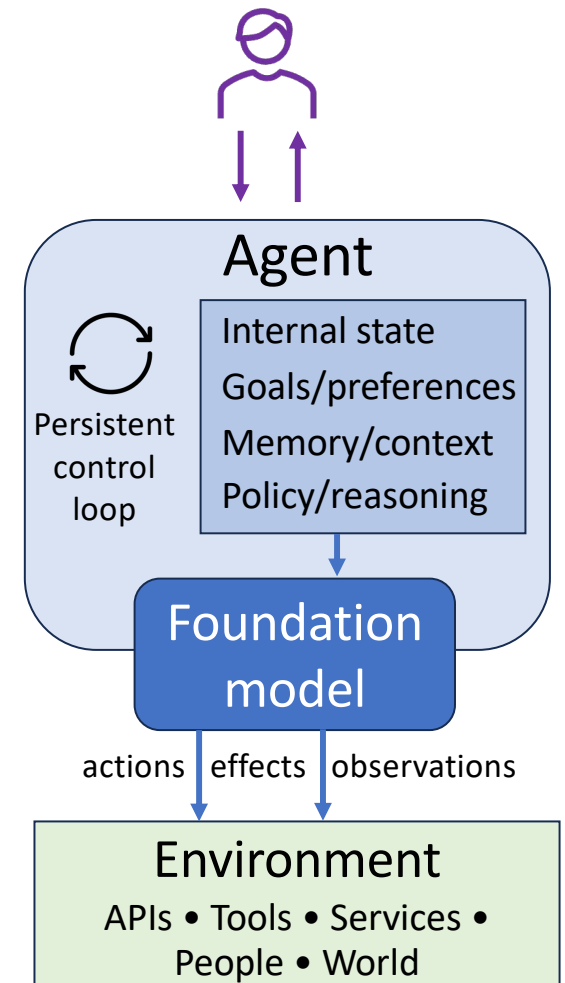 Agent
Internal state
Goals/preferences
Memory/context
Policy/reasoning
Persistent
control
loop
Foundation
model
actions effects observations
Environment
APIs • Tools • Services •
People • World